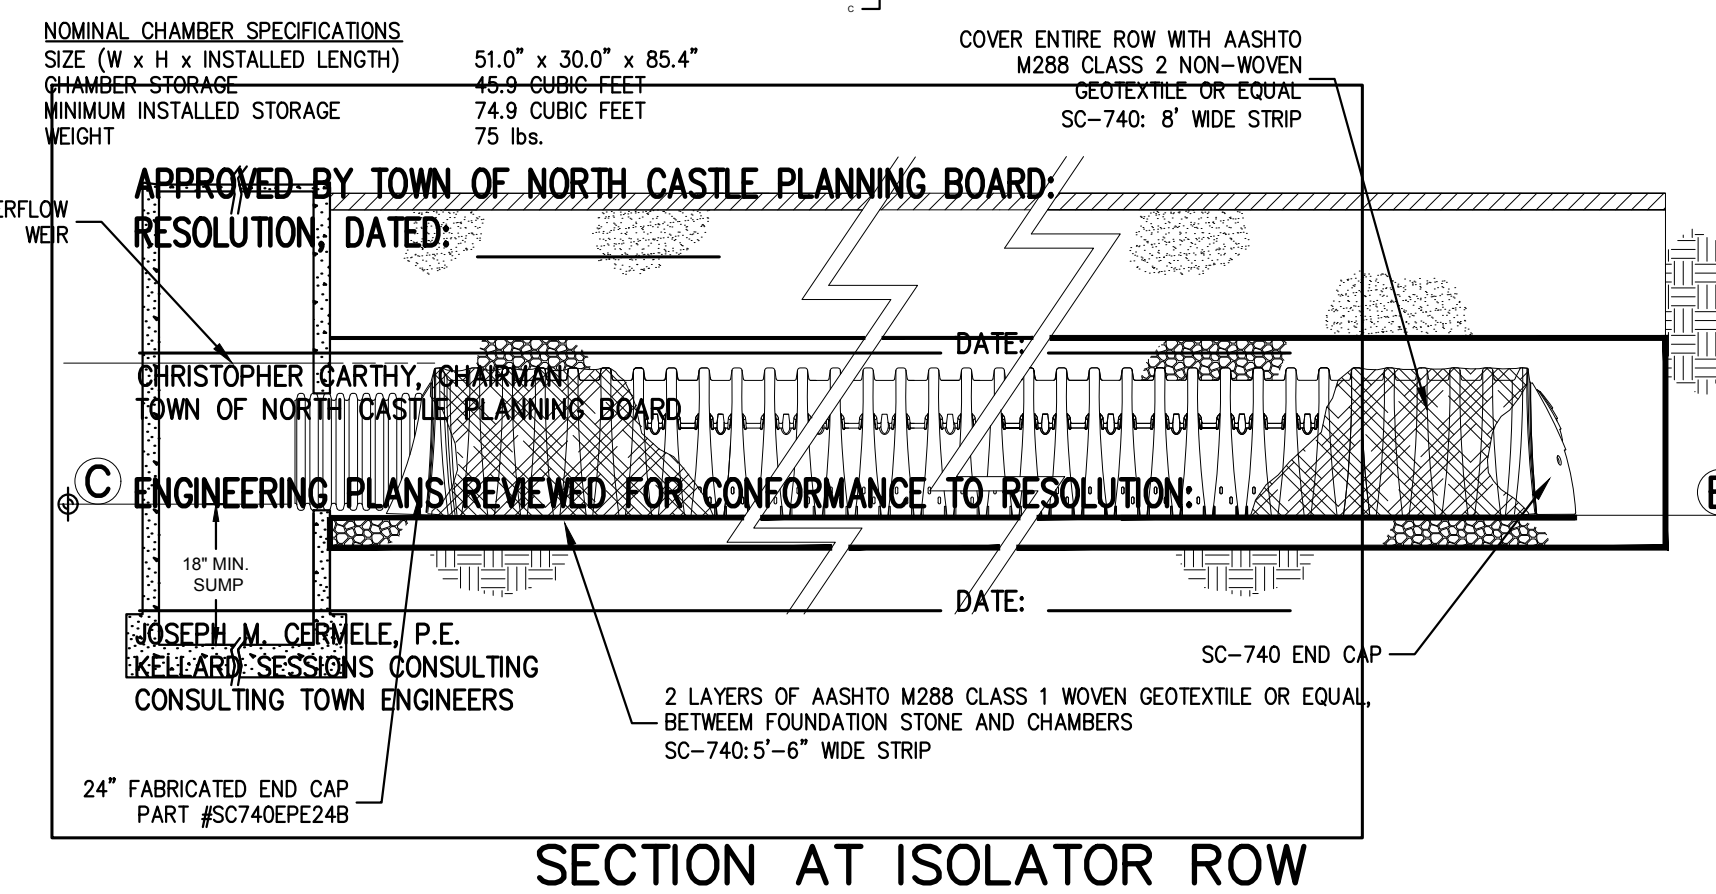 C
NOMINAL CHAMBER SPECIFICATIONS
SIZE (W x H x INSTALLED LENGTH) 51.0" x 30.0" x 85.4"
CHAMBER STORAGE 45.9 CUBIC FEET
MINIMUM INSTALLED STORAGE 74.9 CUBIC FEET
WEIGHT 75 lbs.
COVER ENTIRE ROW WITH AASHTO
M288 CLASS 2 NON-WOVEN
GEOTEXTILE OR EQUAL
SC-740: 8' WIDE STRIP
APPROVED BY TOWN OF NORTH CASTLE PLANNING BOARD:
RESOLUTION, DATED:
ERFLOW
WEIR
DATE:
CHRISTOPHER CARTHY, CHAIRMAN
TOWN OF NORTH CASTLE PLANNING BOARD
C
ENGINEERING PLANS REVIEWED FOR CONFORMANCE TO RESOLUTION:
18" MIN.
SUMP
DATE:
JOSEPH M. CERMELE, P.E.
KELLARD SESSIONS CONSULTING
CONSULTING TOWN ENGINEERS
SC-740 END CAP
2 LAYERS OF AASHTO M288 CLASS 1 WOVEN GEOTEXTILE OR EQUAL,
BETWEEM FOUNDATION STONE AND CHAMBERS
SC-740: 5'-6" WIDE STRIP
24" FABRICATED END CAP
PART #SC740EPE24B
SECTION AT ISOLATOR ROW